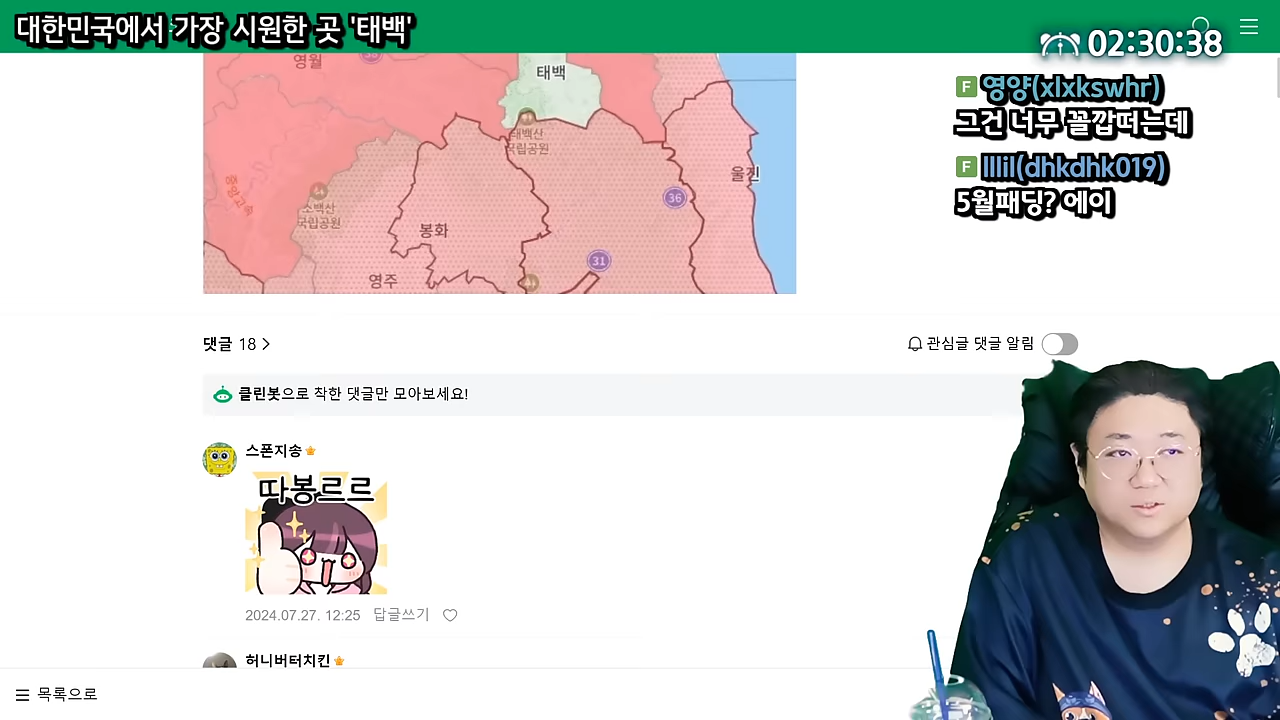 대한민국에서 가장 시원한 곳 '태백'
02:30:38
영월
태백
태백산
국립공원
울진
36
소백산
국립공원
봉화
31
영주
F 영양(xlxkswhr)
그건 너무 꼴깝떠는데
F lllil(dhkdhk019)
5월패딩? 에이
댓글 18 >
관심글 댓글 알림
클린봇으로 착한 댓글만 모아보세요!
스폰지송
따봉르르
2024.07.27. 12:25 답글쓰기
허니버터치킨
목록으로